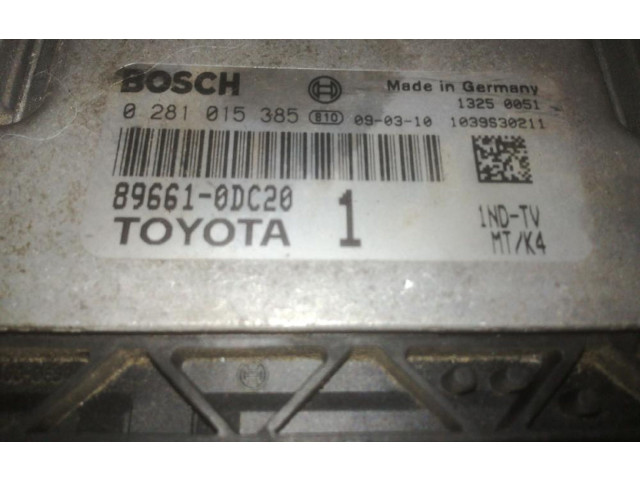 BOSCH
Made in Germany
1325 0051
0 281 015 385 B10 09-03-10 1039S30211
89661-0DC20
TOYOTA 1
1ND-TV
MT/K4